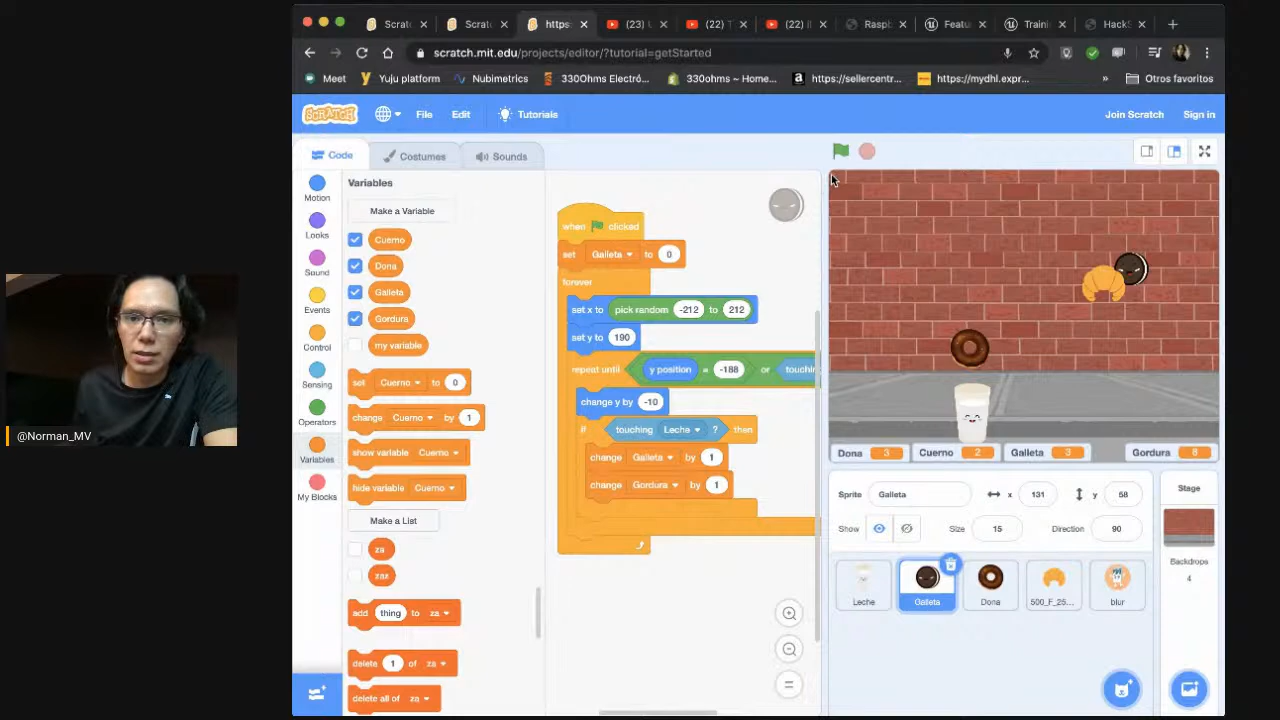 Scratc
Scratc
https:
(23) U
(22) T
(22) I
Raspb
Featu
Traini
HackS
scratch.mit.edu/projects/editor/?tutorial=getStarted
Meet
Yuju platform
Nubimetrics
330Ohms Electró...
330ohms ~ Home...
https://sellercentr...
https://mydhl.expr...
»
Otros favoritos
SCRATCH
File
Edit
Tutorials
Join Scratch
Sign in
Code
Costumes
Sounds
Motion
Looks
Sound
Events
Control
Sensing
Operators
Variables
My Blocks
Variables
Make a Variable
Cuerno
Dona
Galleta
Gordura
my variable
set Cuerno to 0
change Cuerno by 1
show variable Cuerno
hide variable Cuerno
Make a List
za
zaz
add thing to za
delete 1 of za
delete all of za
when clicked
set Galleta to 0
forever
set x to pick random -212 to 212
set y to 190
repeat until y position = -188 or touchin
change y by -10
if touching Leche ? then
change Galleta by 1
change Gordura by 1
Dona 3
Cuerno 2
Galleta 3
Gordura 8
Sprite Galleta x 131 y 58
Show Size 15 Direction 90
Leche
Galleta
Dona
500_F_25...
blur
Stage
Backdrops
4
@Norman_MV